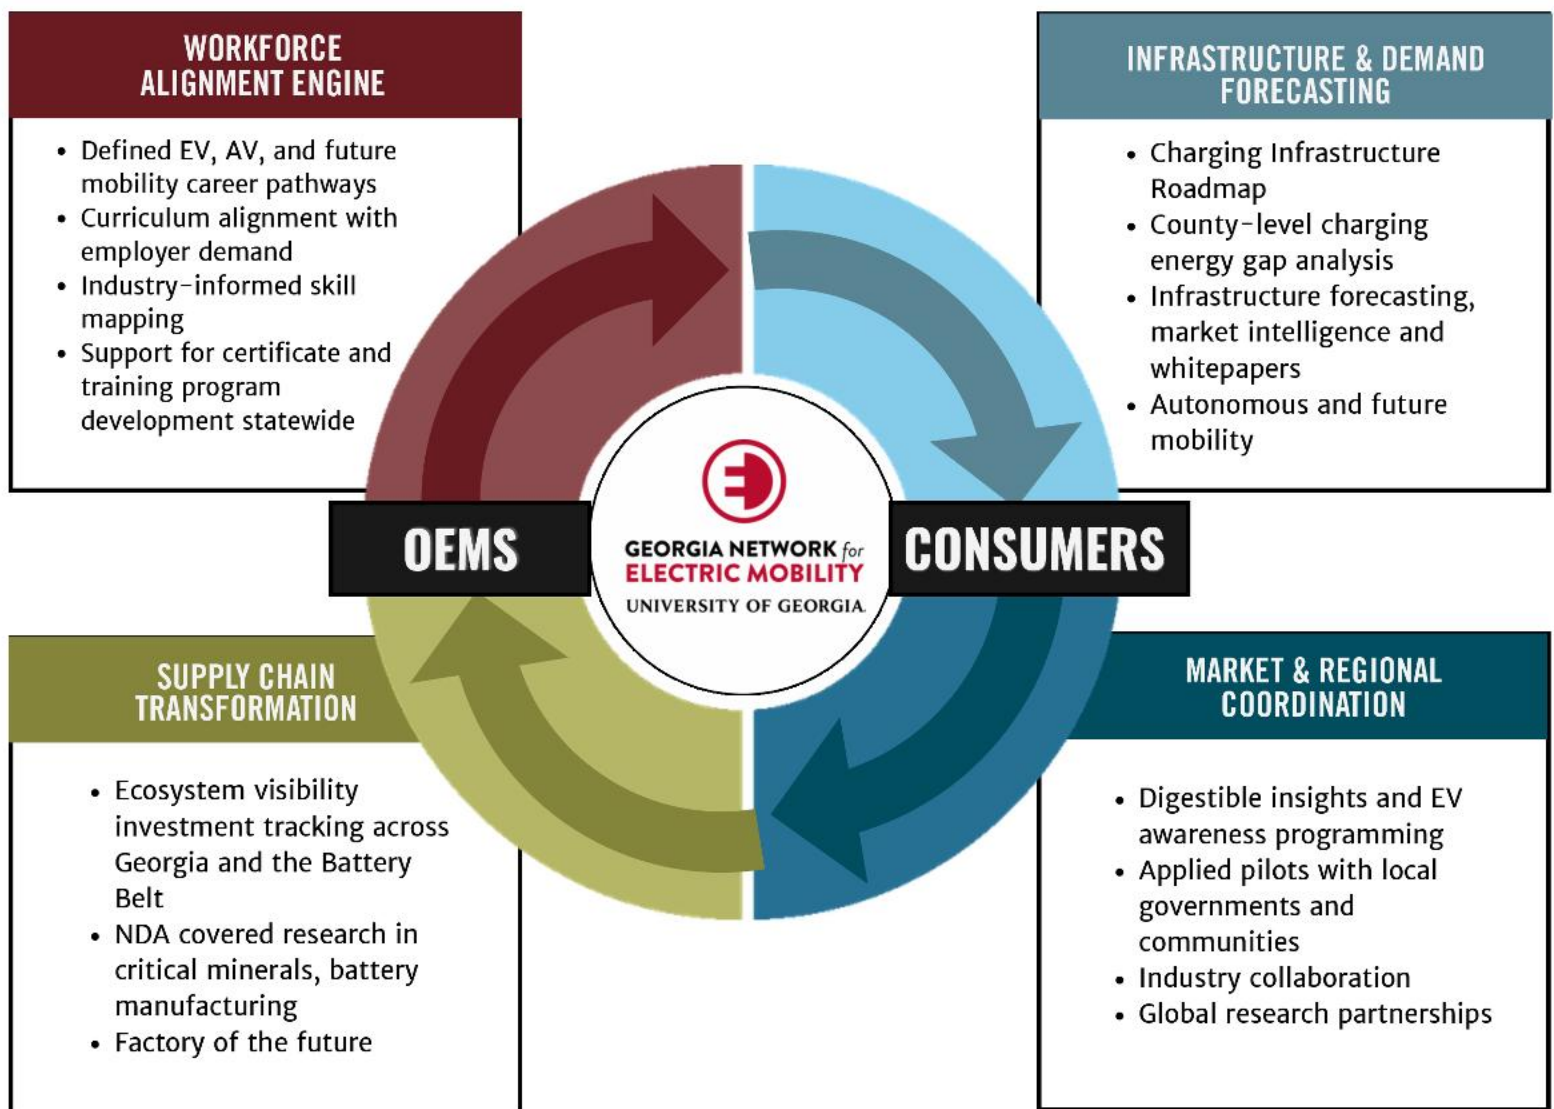 WORKFORCE
ALIGNMENT ENGINE
• Defined EV, AV, and future
mobility career pathways
• Curriculum alignment with
employer demand
• Industry-informed skill
mapping
• Support for certificate and
training program
development statewide
INFRASTRUCTURE & DEMAND
FORECASTING
• Charging Infrastructure
Roadmap
• County-level charging
energy gap analysis
• Infrastructure forecasting,
market intelligence and
whitepapers
• Autonomous and future
mobility
OEMS
GEORGIA NETWORK for
ELECTRIC MOBILITY
UNIVERSITY OF GEORGIA
CONSUMERS
SUPPLY CHAIN
TRANSFORMATION
• Ecosystem visibility
investment tracking across
Georgia and the Battery
Belt
• NDA covered research in
critical minerals, battery
manufacturing
• Factory of the future
MARKET & REGIONAL
COORDINATION
• Digestible insights and EV
awareness programming
• Applied pilots with local
governments and
communities
• Industry collaboration
• Global research partnerships